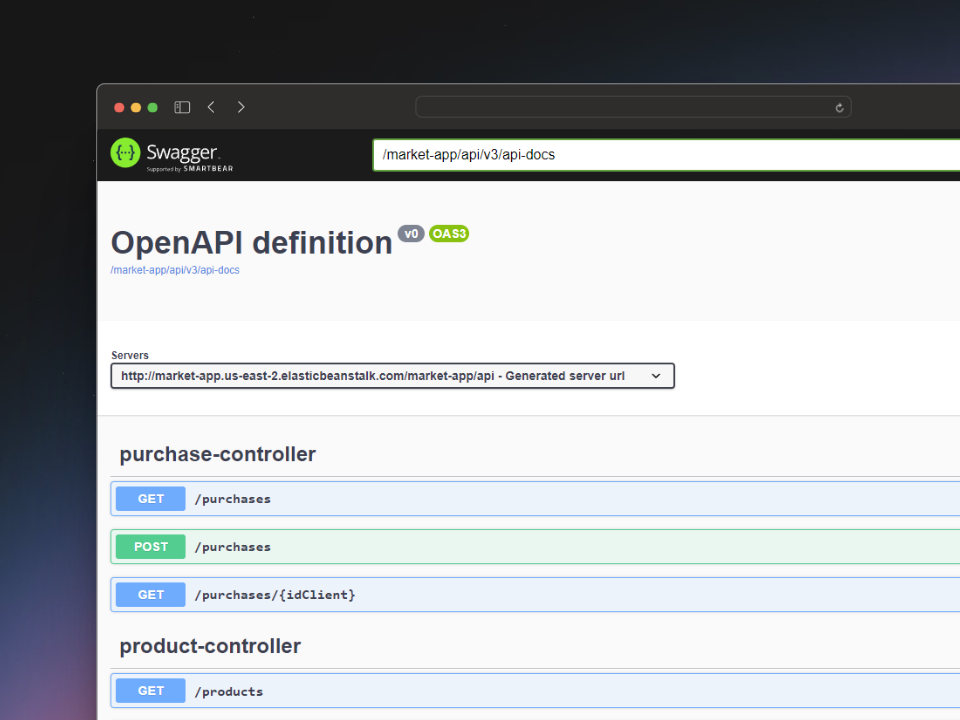 Swagger
Supported by SMARTBEAR
/market-app/api/v3/api-docs
OpenAPI definition v0 OAS3
/market-app/api/v3/api-docs
Servers
http://market-app.us-east-2.elasticbeanstalk.com/market-app/api - Generated server url
purchase-controller
GET /purchases
POST /purchases
GET /purchases/{idClient}
product-controller
GET /products